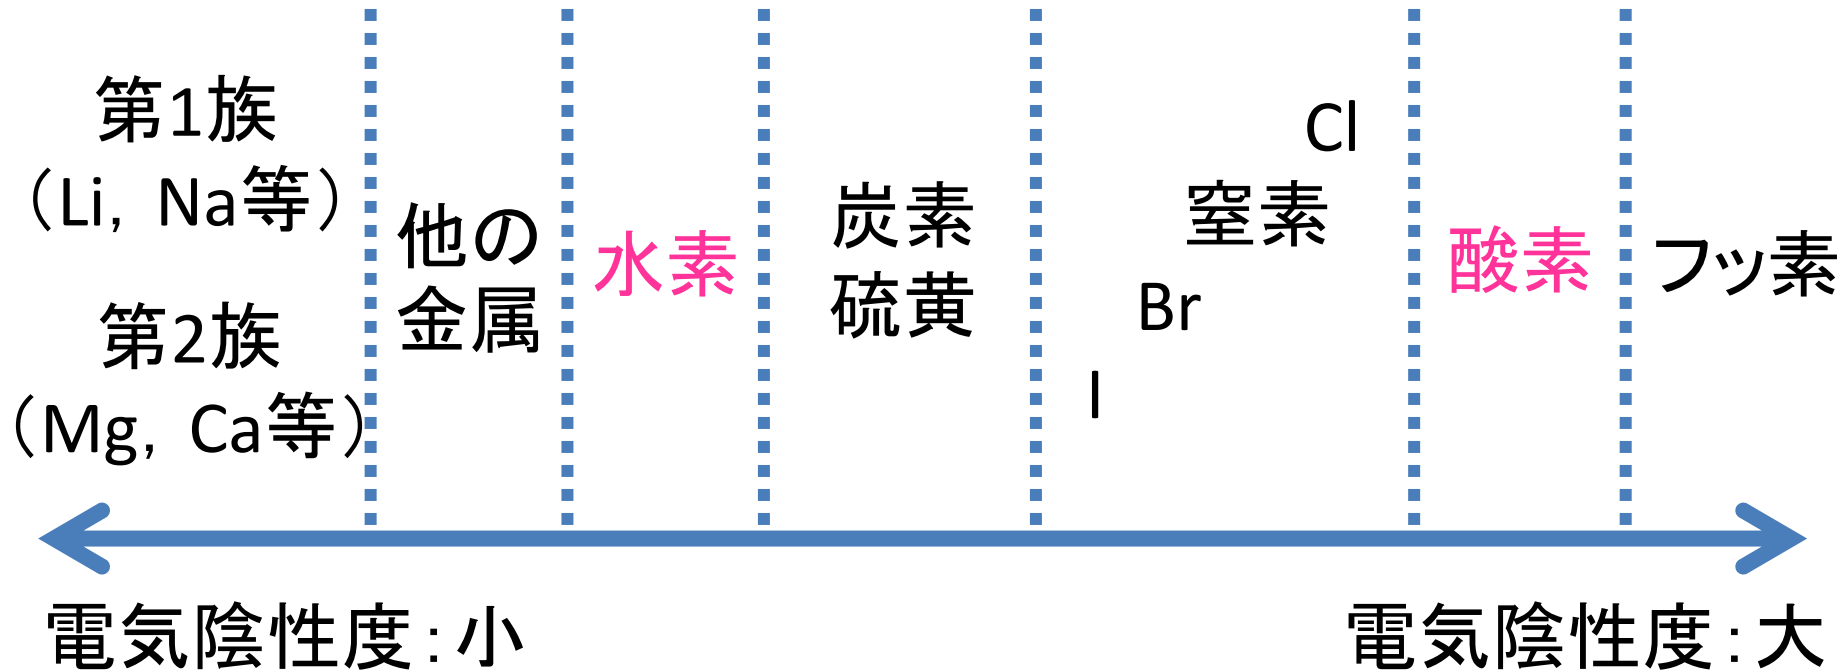 第1族
（Li, Na等）
第2族
（Mg, Ca等）
他の
金属
水素
炭素
硫黄
Cl
窒素
Br
I
酸素
フッ素
電気陰性度：小
電気陰性度：大